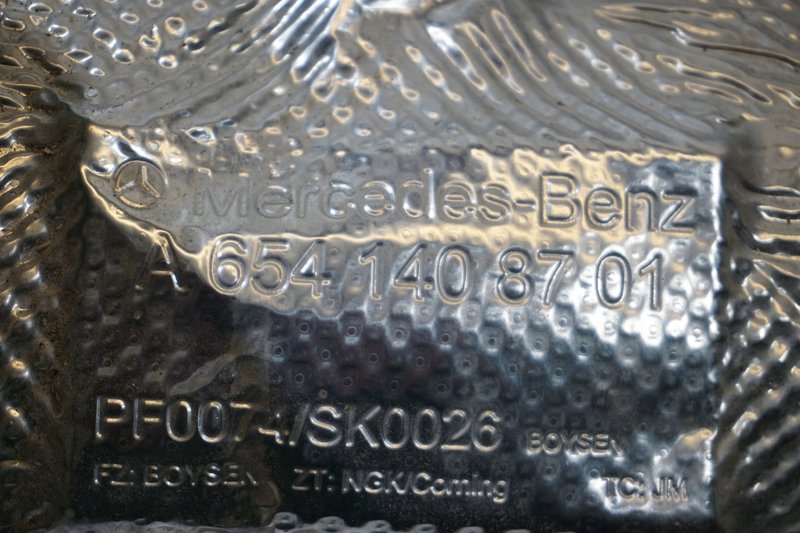 Mercedes-Benz
A 654 140 87 01
PF0074/SK0026 BOYSEN
FZ: BOYSEN ZT: NGK/Corning TC: JM